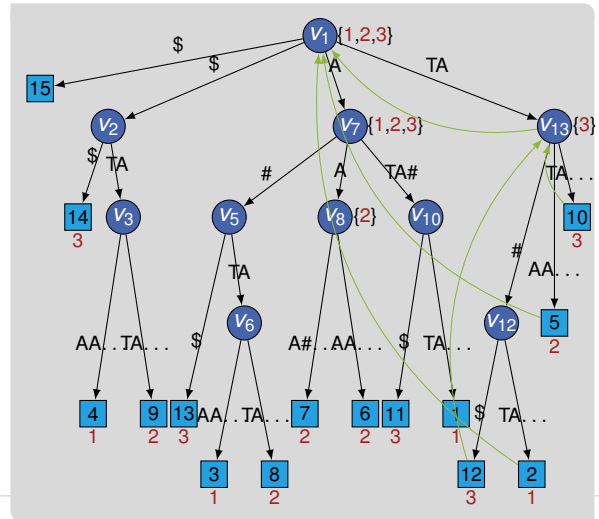 v1 {1,2,3}
$ $ A TA
15
v2 v7 {1,2,3} v13 {3}
$ TA # A TA# TA...
14 v3 v5 v8 {2} v10 10
3 3
# AA...
TA
v6 v12 5
2
AA... TA... $ A#... AA... $ TA...
4 9 13 AA... TA... 7 6 11 1 $ TA...
1 2 3 2 2 3 1
3 8 12 2
1 2 3 1